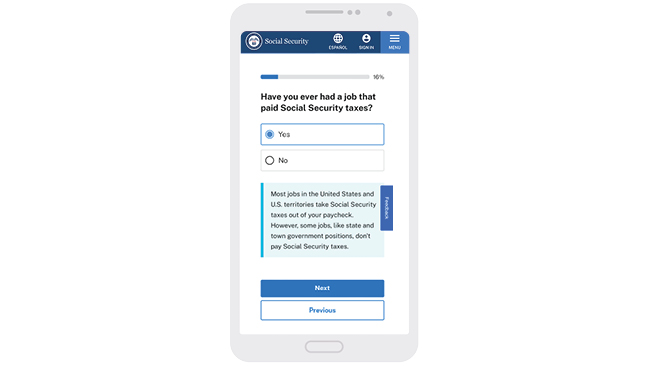 Social Security
ESPAÑOL
SIGN IN
MENU
16%
Have you ever had a job that
paid Social Security taxes?
Yes
No
Most jobs in the United States and
U.S. territories take Social Security
taxes out of your paycheck.
However, some jobs, like state and
town government positions, don't
pay Social Security taxes.
Feedback
Next
Previous